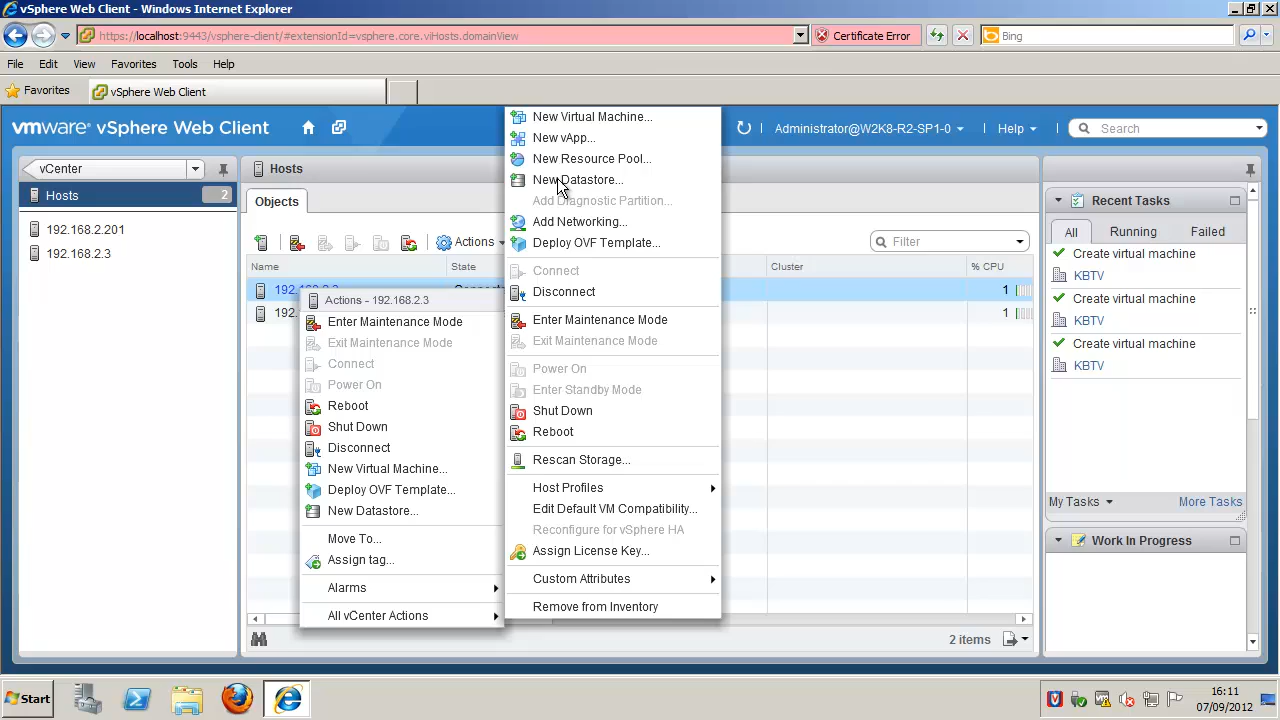 vSphere Web Client - Windows Internet Explorer
https://localhost:9443/vsphere-client/#extensionId=vsphere.core.viHosts.domainView
Certificate Error
Bing
File Edit View Favorites Tools Help
Favorites
vSphere Web Client
vmware® vSphere Web Client
Administrator@W2K8-R2-SP1-0
Help
Search
vCenter
Hosts
2
192.168.2.201
192.168.2.3
Hosts
Objects
Actions
Filter
Name
State
Cluster
% CPU
1
1
Actions - 192.168.2.3
Enter Maintenance Mode
Exit Maintenance Mode
Connect
Power On
Reboot
Shut Down
Disconnect
New Virtual Machine...
Deploy OVF Template...
New Datastore...
Move To...
Assign tag...
Alarms
All vCenter Actions
New Virtual Machine...
New vApp...
New Resource Pool...
New Datastore...
Add Diagnostic Partition...
Add Networking...
Deploy OVF Template...
Connect
Disconnect
Enter Maintenance Mode
Exit Maintenance Mode
Power On
Enter Standby Mode
Shut Down
Reboot
Rescan Storage...
Host Profiles
Edit Default VM Compatibility...
Reconfigure for vSphere HA
Assign License Key...
Custom Attributes
Remove from Inventory
2 items
Recent Tasks
All Running Failed
Create virtual machine
KBTV
Create virtual machine
KBTV
Create virtual machine
KBTV
My Tasks
More Tasks
Work In Progress
Start
16:11
07/09/2012